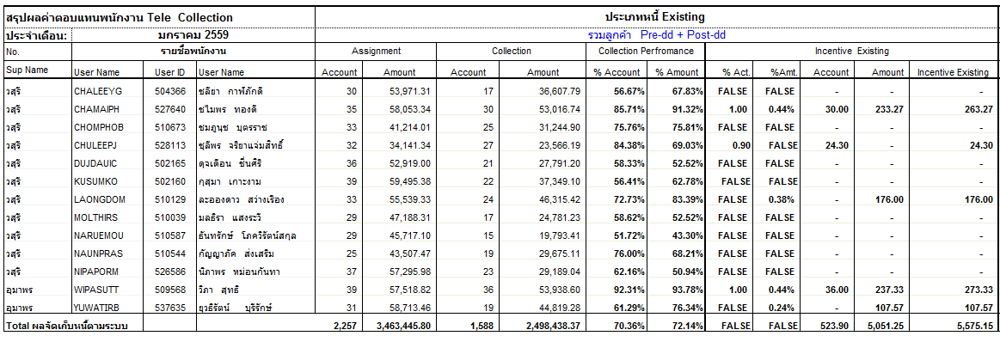 สรุปผลค่าตอบแทนพนักงาน Tele Collection ประเภทหนี้ Existing
ประจำเดือน: มกราคม 2559 รวมลูกค้า Pre-dd + Post-dd
No. รายชื่อพนักงาน Assignment Collection Collection Perfromance Incentive Existing
Sup Name User Name User ID User Name Account Amount Account Amount % Account % Amount % Act. %Amt. Account Amount Incentive Existing
วสุรี CHALEEYG 504366 ชลียา กาฬภักดี 30 53,971.31 17 36,607.79 56.67% 67.83% FALSE FALSE - - -
วสุรี CHAMAIPH 527640 ชไมพร ทองดี 35 58,053.34 30 53,016.74 85.71% 91.32% 1.00 0.44% 30.00 233.27 263.27
วสุรี CHOMPHOB 510673 ชมภูนุช บุตรราช 33 41,214.01 25 31,244.90 75.76% 75.81% FALSE FALSE - - -
วสุรี CHULEEPJ 528113 ชุลีพร จริยาแจ่มสิทธิ์ 32 34,141.34 27 23,566.19 84.38% 69.03% 0.90 FALSE 24.30 - 24.30
วสุรี DUJDAUIC 502165 ดุจเดือน ชื่นศิริ 36 52,919.00 21 27,791.20 58.33% 52.52% FALSE FALSE - - -
วสุรี KUSUMKO 502160 กุสุมา เกาะงาม 39 59,495.38 22 37,349.10 56.41% 62.78% FALSE FALSE - - -
วสุรี LAONGDOM 510129 ละอองดาว สว่างเรือง 33 55,539.33 24 46,315.42 72.73% 83.39% FALSE 0.38% - 176.00 176.00
วสุรี MOLTHIRS 510039 มลธิรา แสงระวี 29 47,188.31 17 24,781.23 58.62% 52.52% FALSE FALSE - - -
วสุรี NARUEMOU 510587 ธันทรักษ์ โภควิรัตน์สกุล 29 45,717.10 15 19,793.41 51.72% 43.30% FALSE FALSE - - -
วสุรี NAUNPRAS 510544 กัญญาภัค ส่งเสริม 25 43,507.47 19 29,675.11 76.00% 68.21% FALSE FALSE - - -
วสุรี NIPAPORM 526586 นิภาพร หม่อนกันทา 37 57,295.98 23 29,189.04 62.16% 50.94% FALSE FALSE - - -
อุมาพร WIPASUTT 509568 วิภา สุทธิ 39 57,518.82 36 53,938.60 92.31% 93.78% 1.00 0.44% 36.00 237.33 273.33
อุมาพร YUWATIRB 537635 ยุวธิรัตน์ บุริรักษ์ 31 58,713.46 19 44,819.28 61.29% 76.34% FALSE 0.24% - 107.57 107.57
Total ผลจัดเก็บหนี้ตามระบบ 2,257 3,463,445.80 1,588 2,498,438.37 70.36% 72.14% FALSE FALSE 523.90 5,051.25 5,575.15